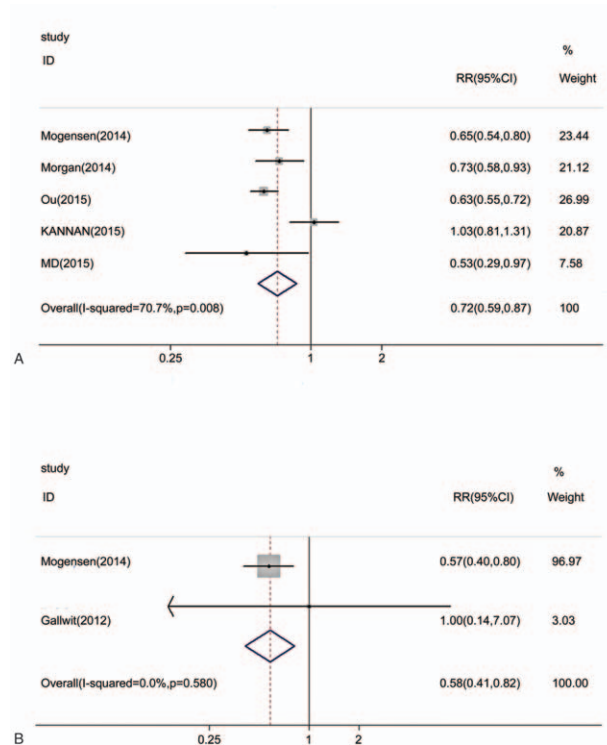 study %
ID RR(95%CI) Weight
Mogensen(2014) 0.65(0.54,0.80) 23.44
Morgan(2014) 0.73(0.58,0.93) 21.12
Ou(2015) 0.63(0.55,0.72) 26.99
KANNAN(2015) 1.03(0.81,1.31) 20.87
MD(2015) 0.53(0.29,0.97) 7.58
Overall(I-squared=70.7%,p=0.008) 0.72(0.59,0.87) 100
A 0.25 1 2
study %
ID RR(95%CI) Weight
Mogensen(2014) 0.57(0.40,0.80) 96.97
Gallwit(2012) 1.00(0.14,7.07) 3.03
Overall(I-squared=0.0%,p=0.580) 0.58(0.41,0.82) 100.00
B 0.25 1 2